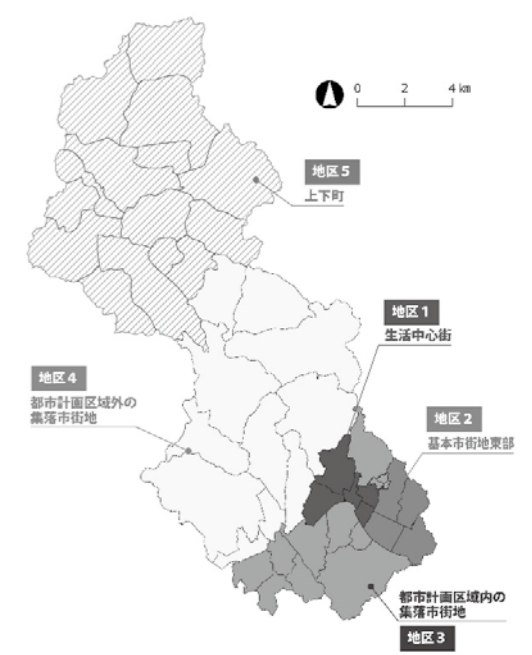 0 2 4 km
地区5
上下町
地区1
生活中心街
地区4
都市計画区域外の
集落市街地
地区2
基本市街地東部
都市計画区域内の
集落市街地
地区3